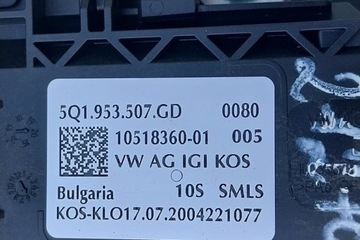 5Q1.953.507.GD 0080
10518360-01 005
VW AG IGI KOS
Bulgaria 10S SMLS
KOS-KLO17.07.2004221077